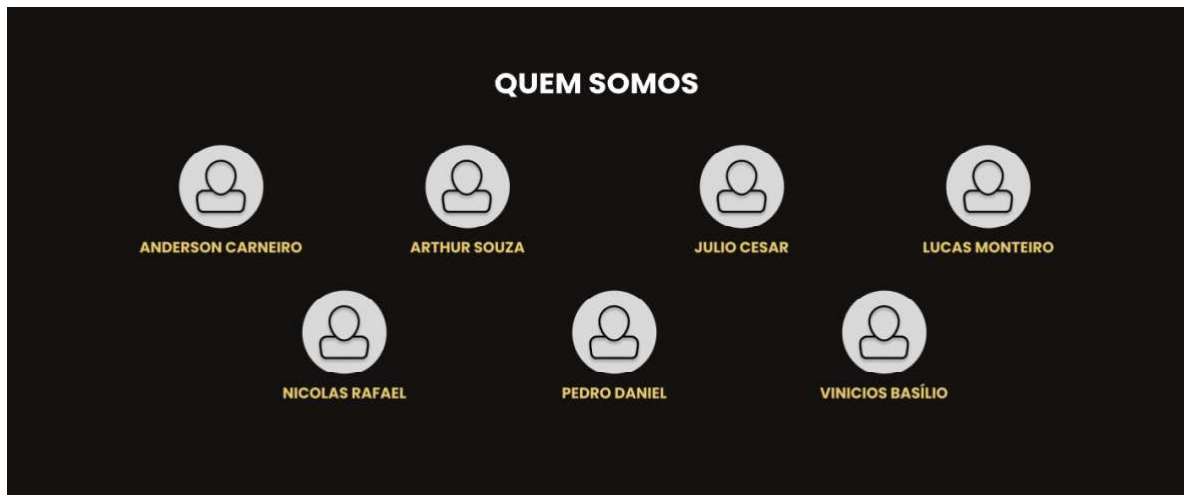 QUEM SOMOS
ANDERSON CARNEIRO ARTHUR SOUZA JULIO CESAR LUCAS MONTEIRO
NICOLAS RAFAEL PEDRO DANIEL VINICIOS BASÍLIO